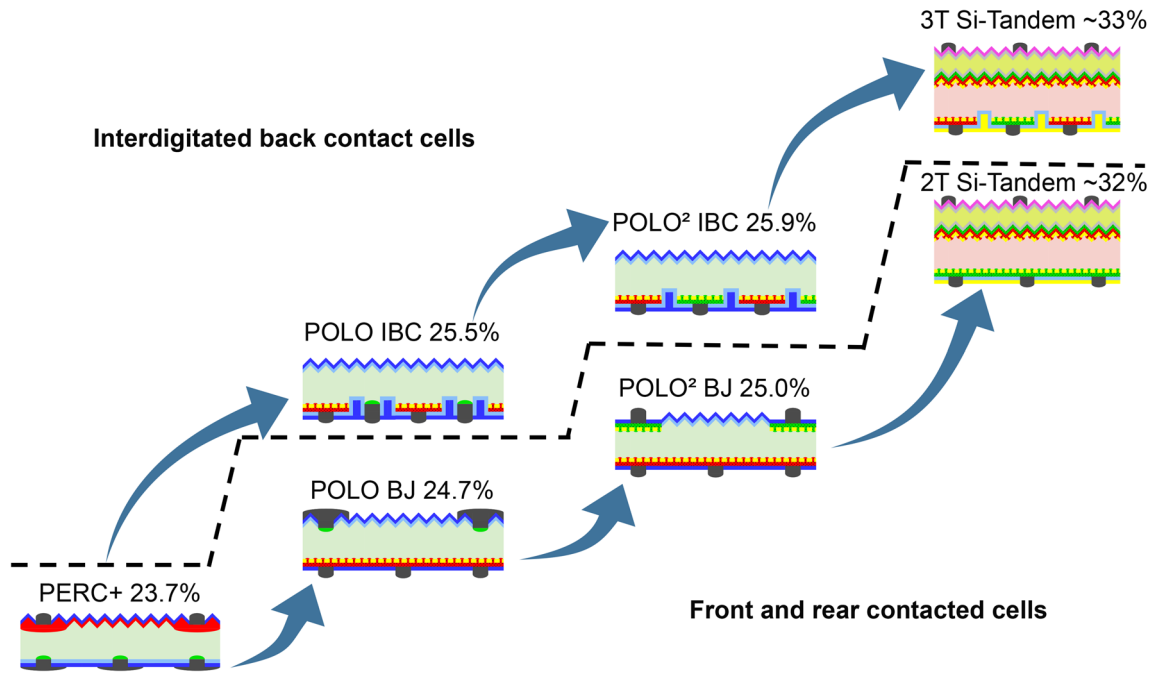 3T Si-Tandem ~33%
Interdigitated back contact cells
2T Si-Tandem ~32%
POLO² IBC 25.9%
POLO IBC 25.5%
POLO² BJ 25.0%
POLO BJ 24.7%
PERC+ 23.7%
Front and rear contacted cells